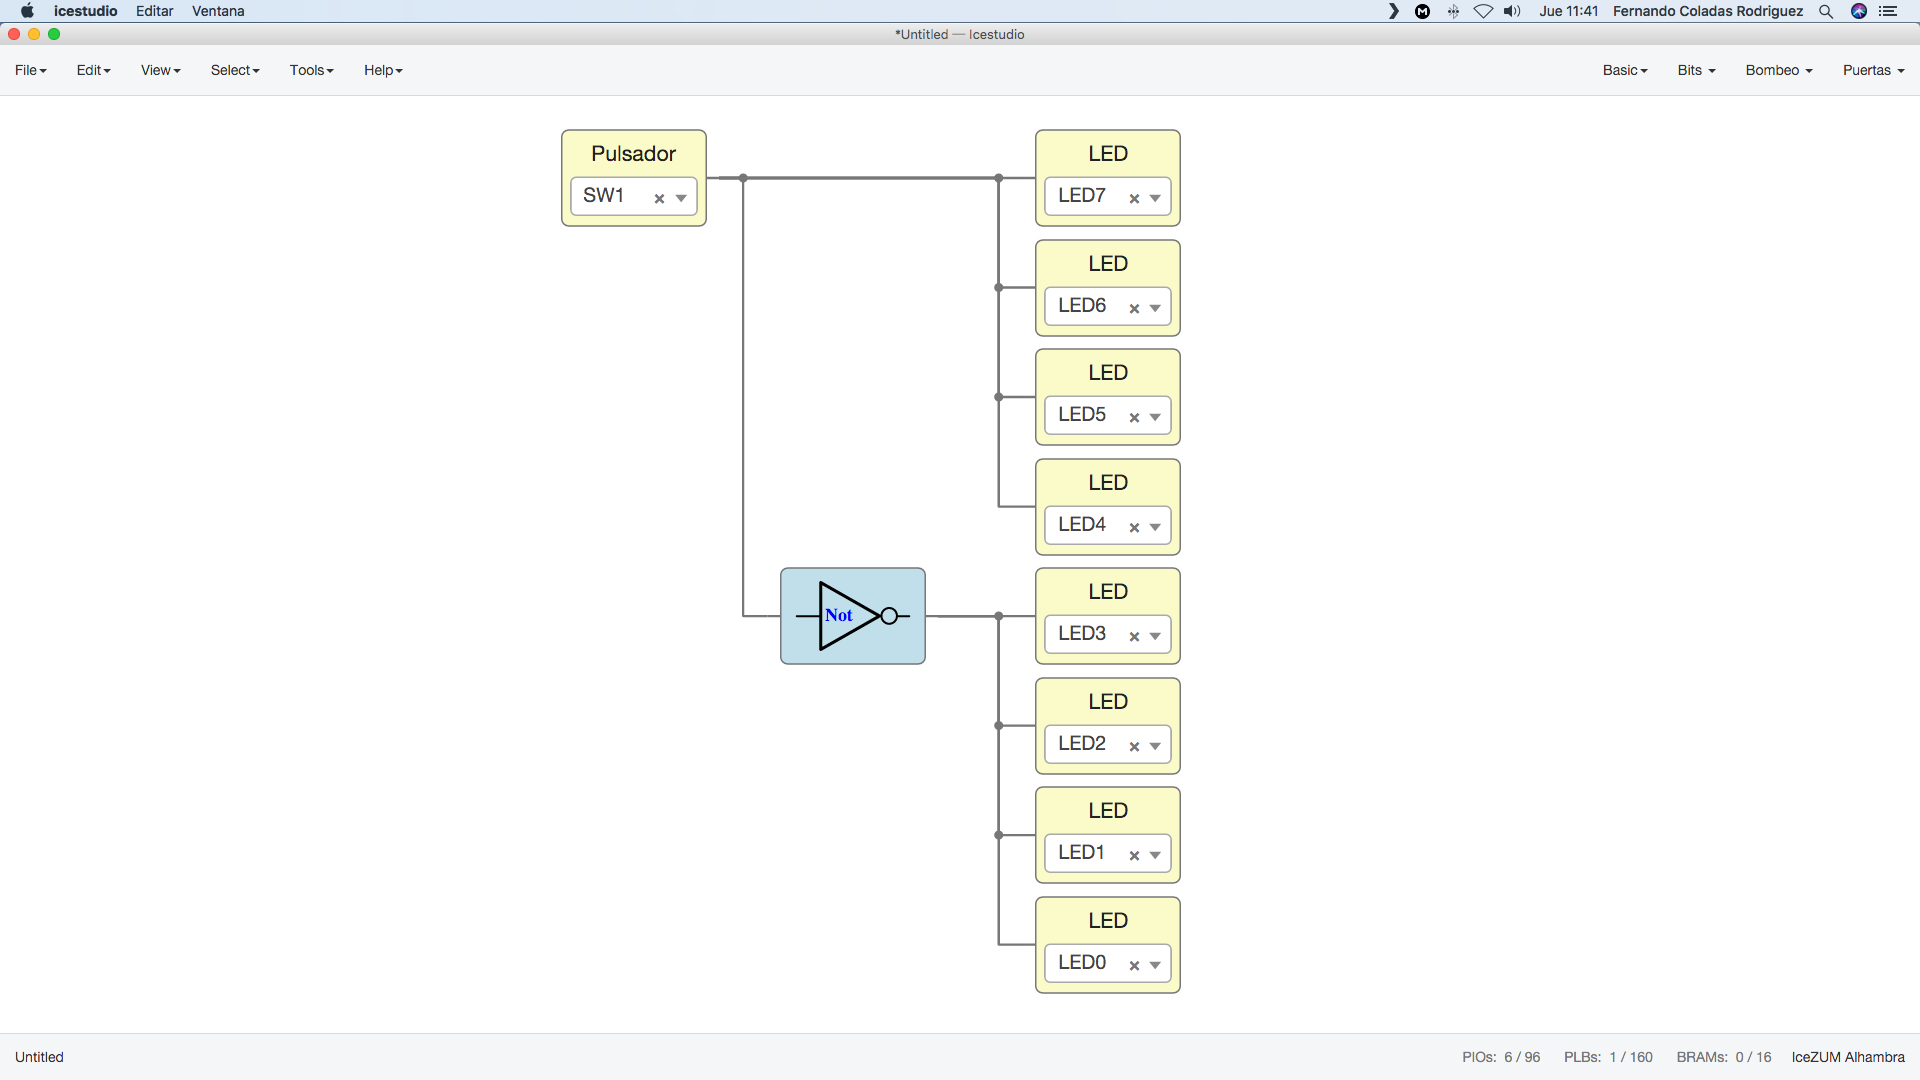 icestudio Editar Ventana Jue 11:41 Fernando Coladas Rodriguez
*Untitled — Icestudio
File Edit View Select Tools Help Basic Bits Bombeo Puertas
Pulsador
SW1
LED
LED7
LED
LED6
LED
LED5
LED
LED4
Not
LED
LED3
LED
LED2
LED
LED1
LED
LED0
Untitled PIOs: 6 / 96 PLBs: 1 / 160 BRAMs: 0 / 16 IceZUM Alhambra